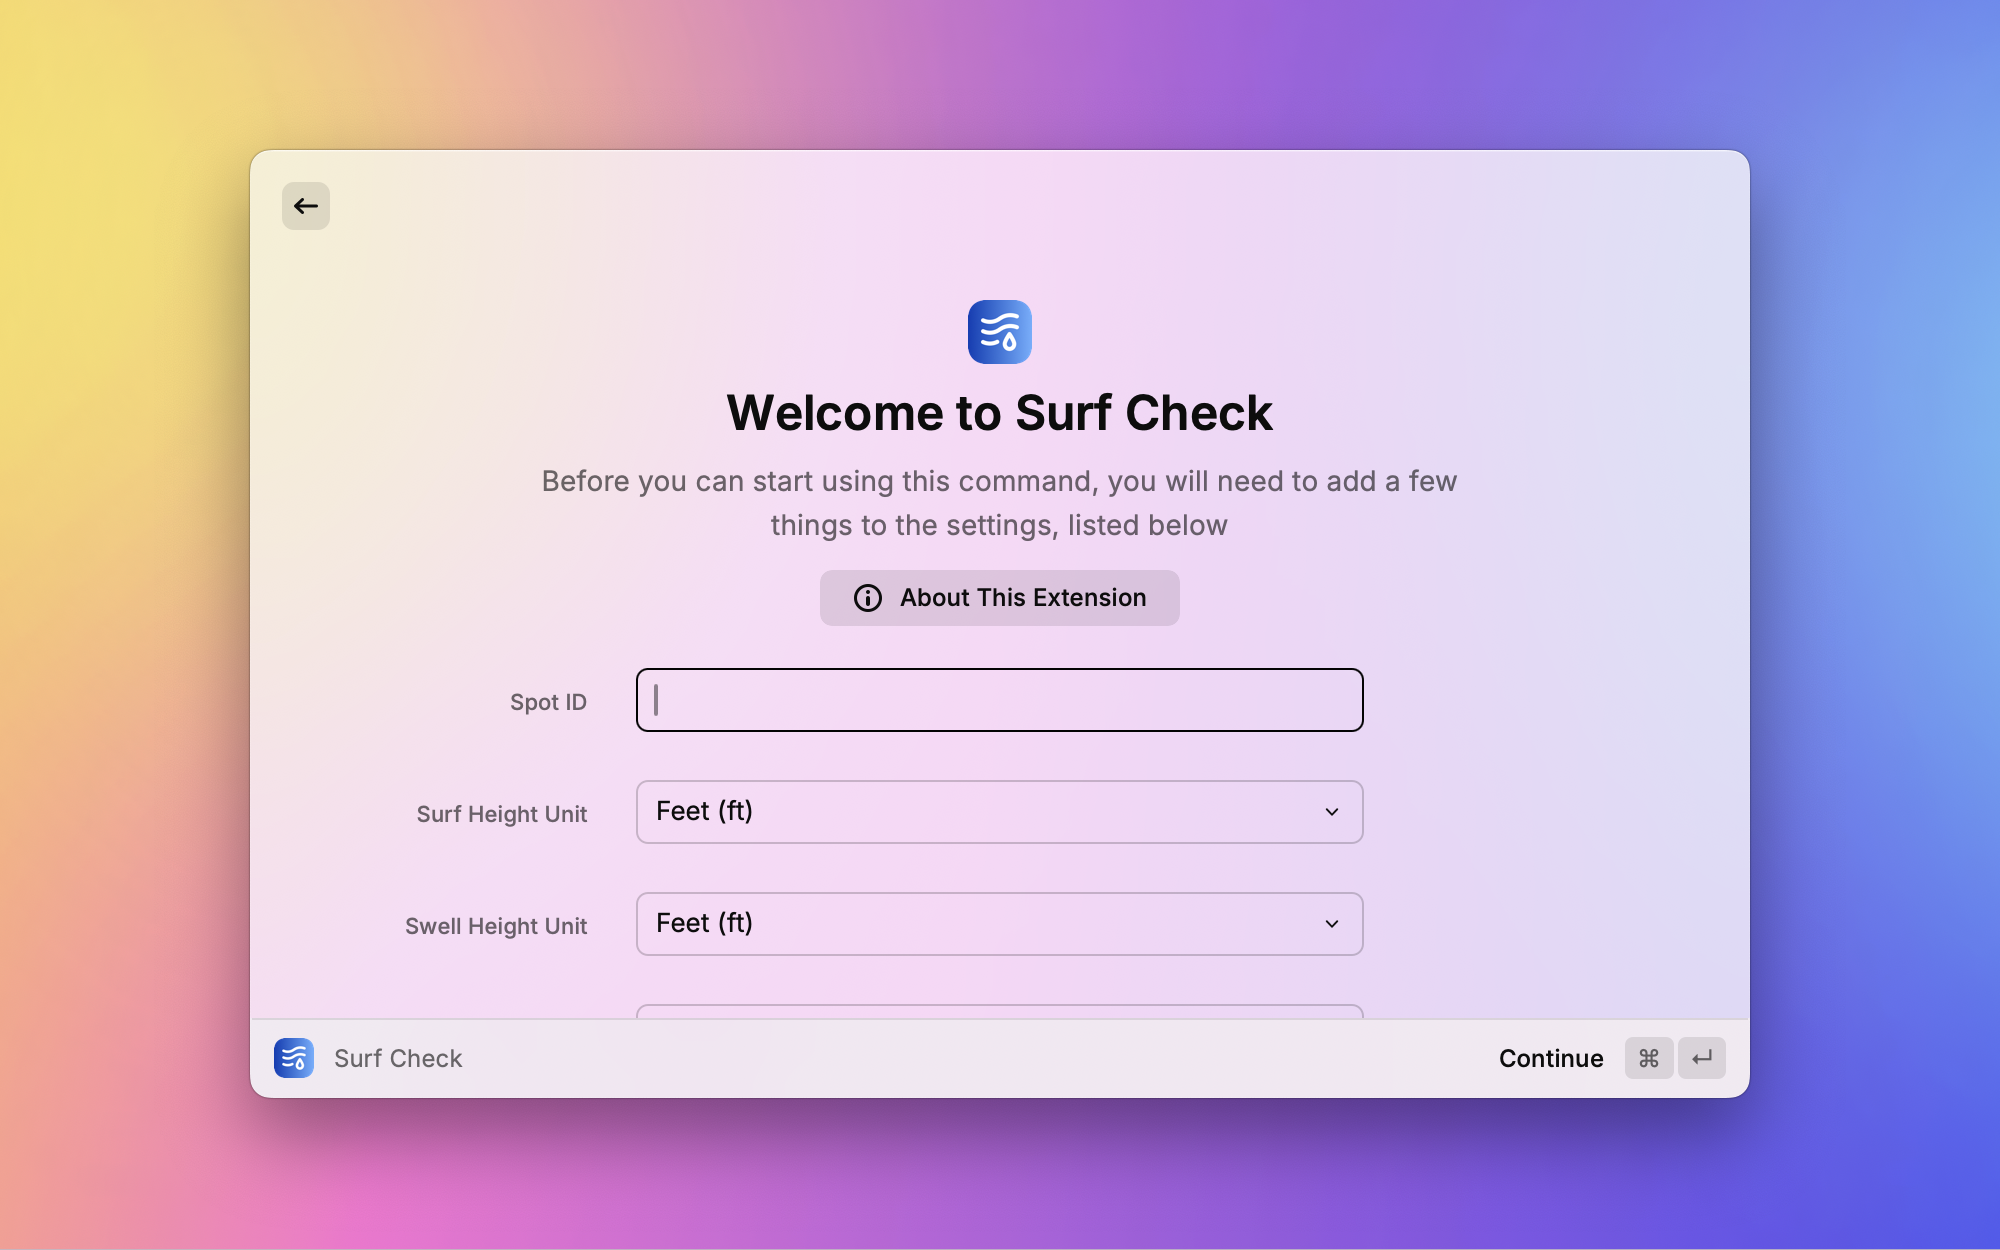 Welcome to Surf Check
Before you can start using this command, you will need to add a few
things to the settings, listed below
About This Extension
Spot ID
Surf Height Unit
Feet (ft)
Swell Height Unit
Feet (ft)
Surf Check
Continue ⌘ ↵